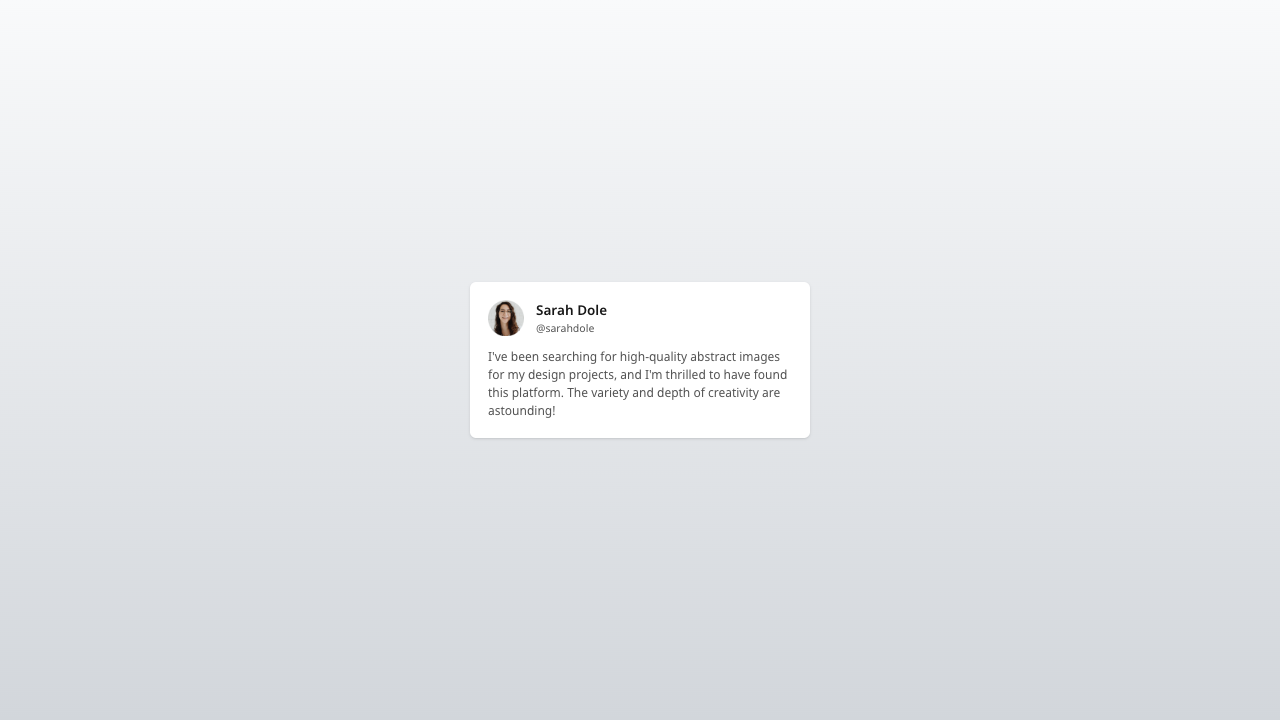 Sarah Dole
@sarahdole
I've been searching for high-quality abstract images
for my design projects, and I'm thrilled to have found
this platform. The variety and depth of creativity are
astounding!